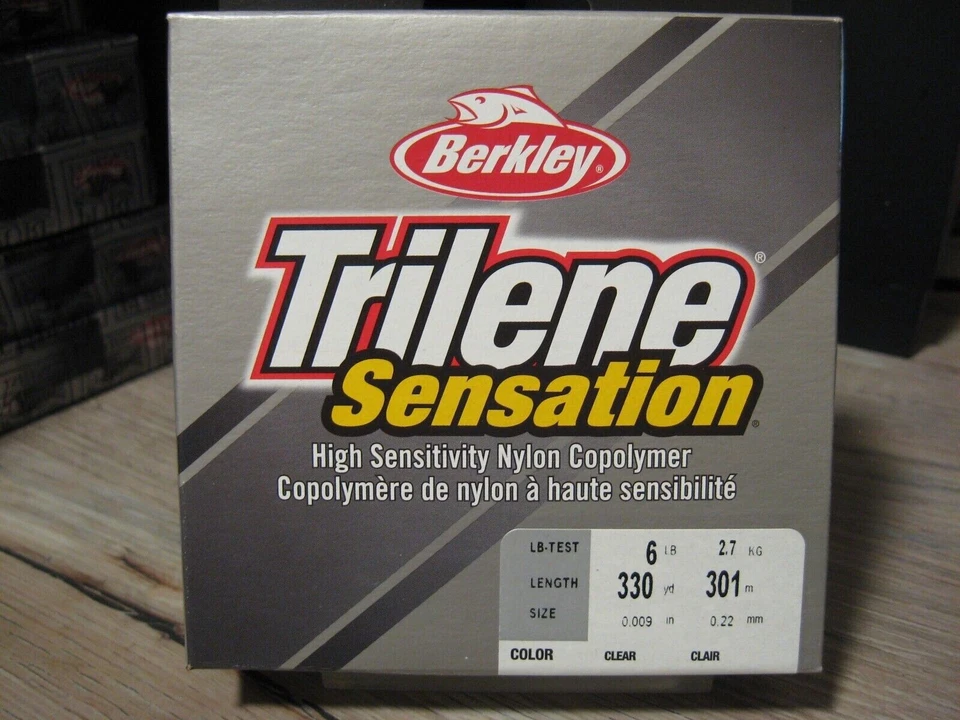 Berkley®
Trilene®
Sensation®
High Sensitivity Nylon Copolymer
Copolymère de nylon à haute sensibilité
LB-TEST 6 LB 2.7 KG
LENGTH 330 yd 301 m
SIZE 0.009 in 0.22 mm
COLOR CLEAR CLAIR